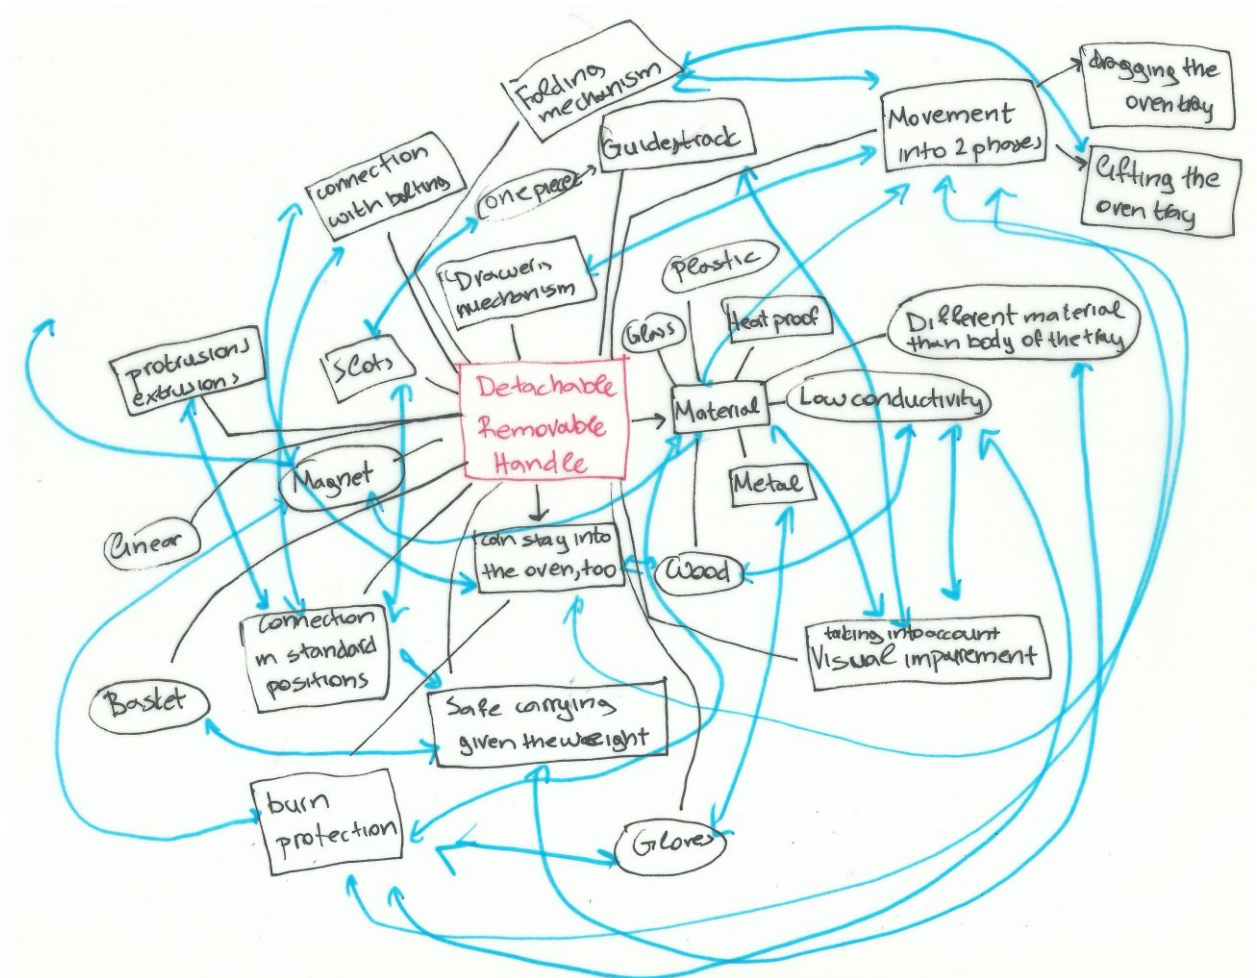 Folding
mechanism
Guidestrack
Movement
into 2 phases
dragging the
oven tray
Lifting the
oven tray
connection
with bolting
one piece
Drawer's
mechanism
Plastic
Glass
Heat proof
Different material
than body of the tray
protrusions
extrusions
Slots
Detachable
Removable
Handle
Material
Low conductivity
Magnet
Metal
Linear
can stay into
the oven, too
Wood
connection
in standard
positions
taking into account
Visual impairement
Basket
Safe carrying
given the weight
burn
protection
Gloves